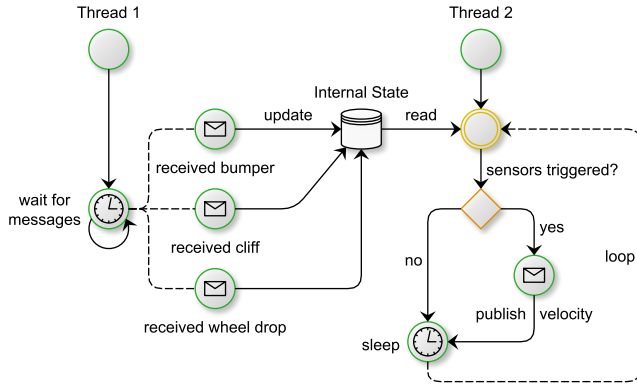 Thread 1
Thread 2
Internal State
update
read
received bumper
sensors triggered?
wait for
messages
received cliff
yes
no
loop
publish velocity
received wheel drop
sleep